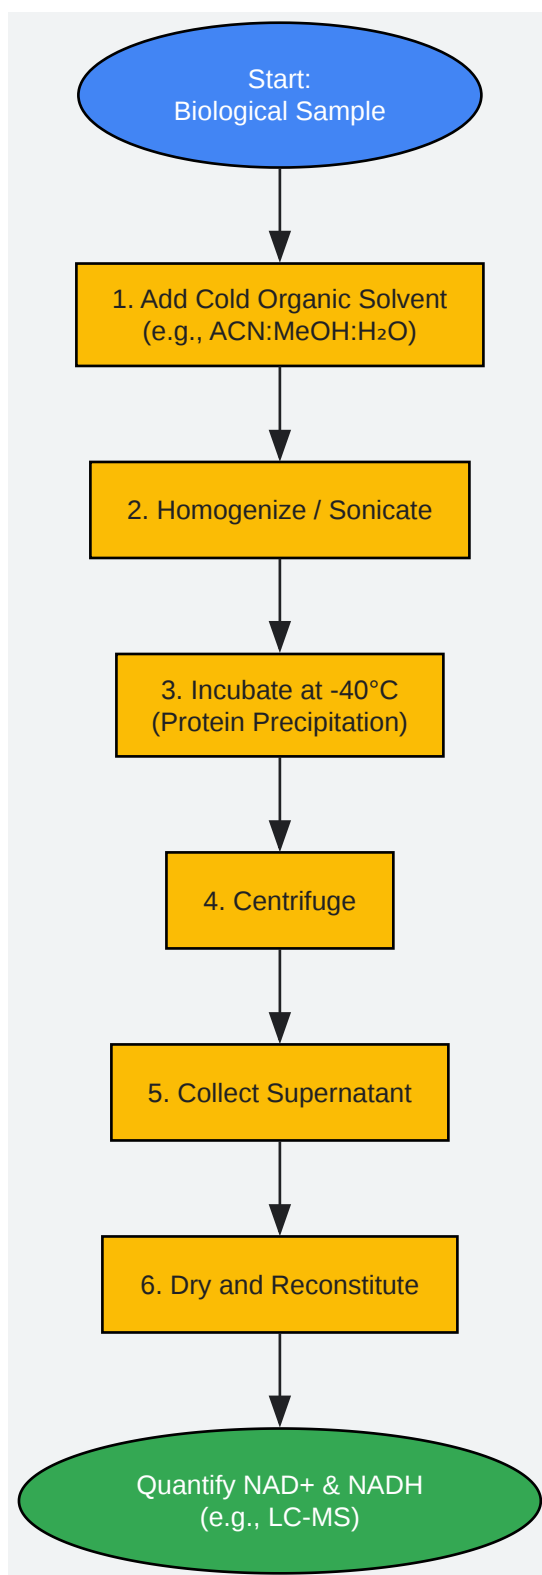 Start:
Biological Sample
1. Add Cold Organic Solvent
(e.g., ACN:MeOH:H₂O)
2. Homogenize / Sonicate
3. Incubate at -40°C
(Protein Precipitation)
4. Centrifuge
5. Collect Supernatant
6. Dry and Reconstitute
Quantify NAD+ & NADH
(e.g., LC-MS)